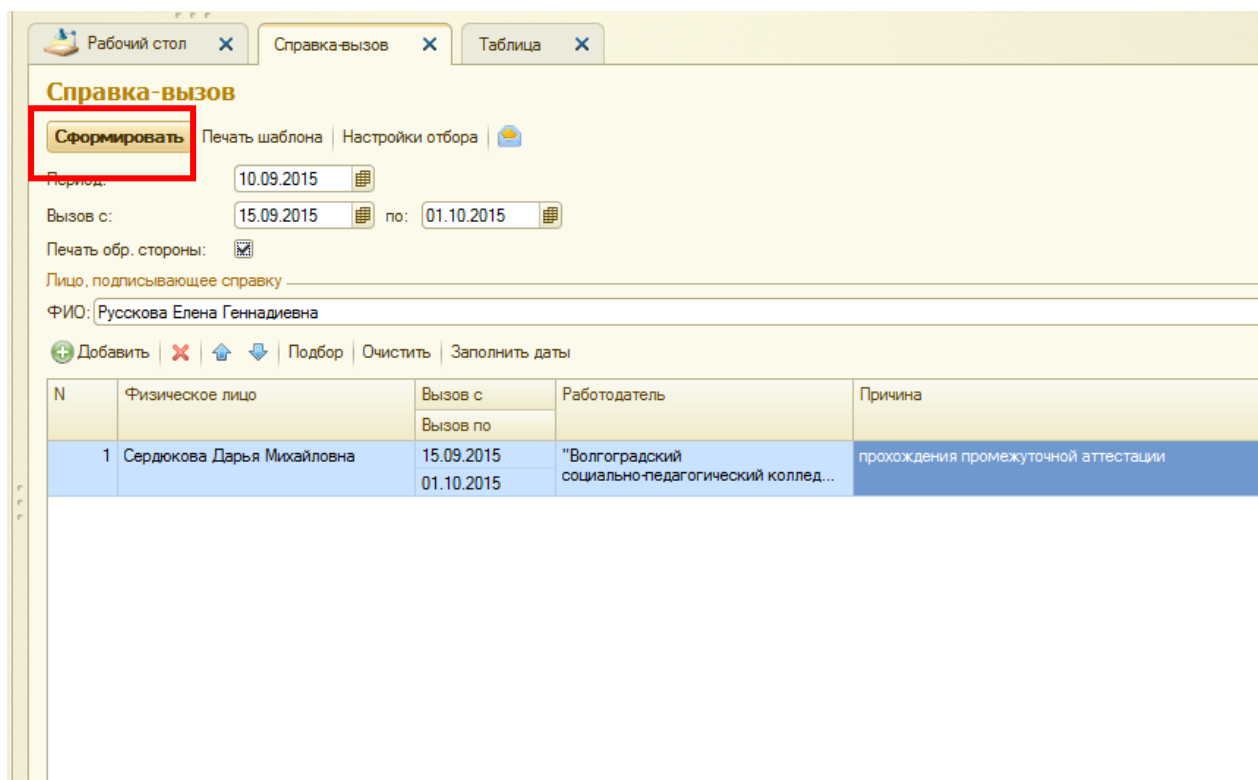 Рабочий стол Справка-вызов Таблица
Справка-вызов
Сформировать Печать шаблона Настройки отбора
Период: 10.09.2015
Вызов с: 15.09.2015 по: 01.10.2015
Печать обр. стороны:
Лицо, подписывающее справку
ФИО: Русскова Елена Геннадиевна
Добавить Подбор Очистить Заполнить даты
N Физическое лицо Вызов с Работодатель Причина
Вызов по
1 Сердюкова Дарья Михайловна 15.09.2015 "Волгоградский прохождения промежуточной аттестации
01.10.2015 социально-педагогический коллед...